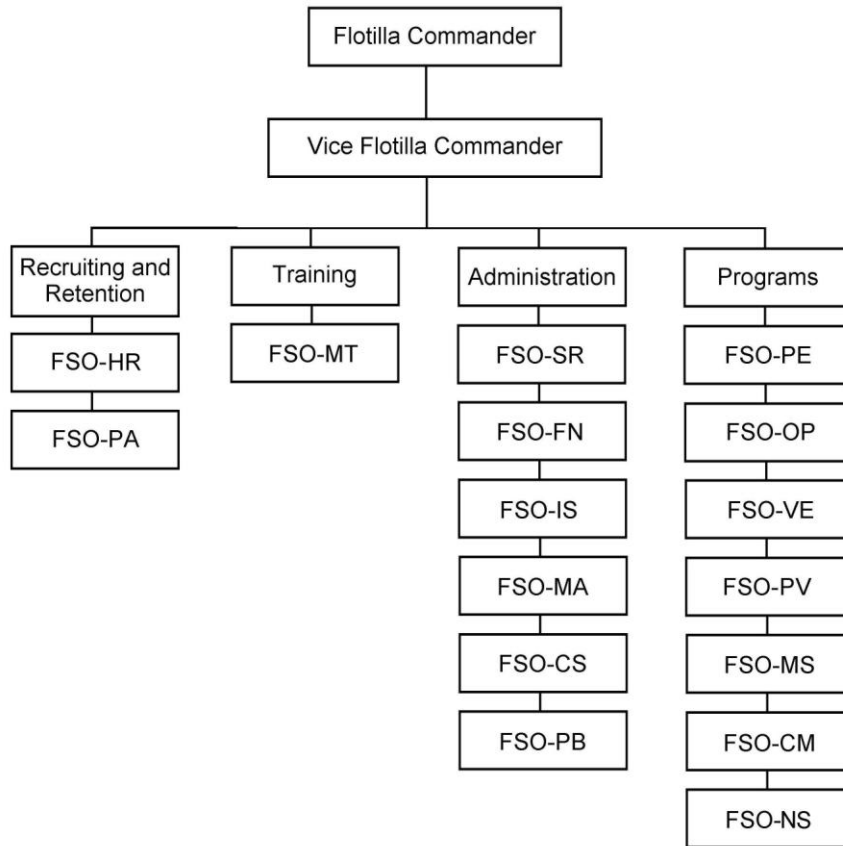 Flotilla Commander
Vice Flotilla Commander
Recruiting and
Retention
FSO-HR
FSO-PA
Training
FSO-MT
Administration
FSO-SR
FSO-FN
FSO-IS
FSO-MA
FSO-CS
FSO-PB
Programs
FSO-PE
FSO-OP
FSO-VE
FSO-PV
FSO-MS
FSO-CM
FSO-NS